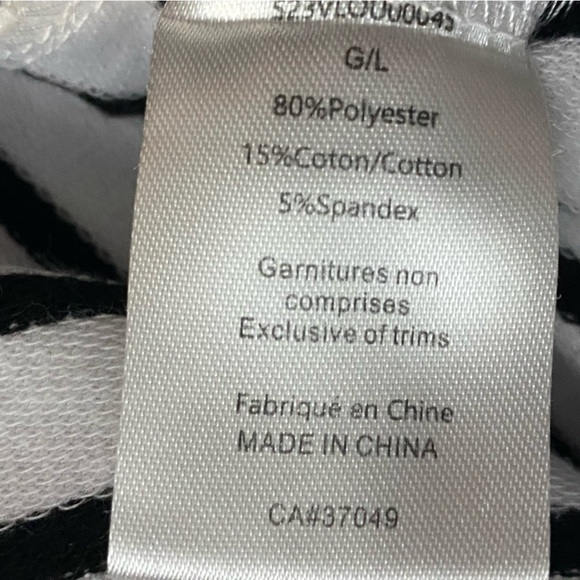 G/L
80%Polyester
15%Coton/Cotton
5%Spandex
Garnitures non
comprises
Exclusive of trims
Fabriqué en Chine
MADE IN CHINA
CA#37049